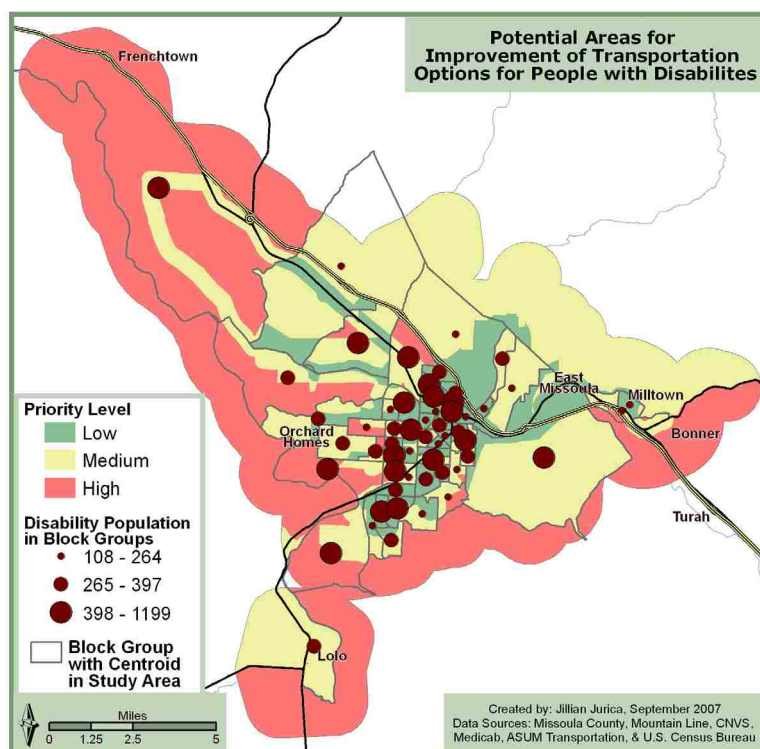 Potential Areas for
Improvement of Transportation
Options for People with Disabilites
Frenchtown
East
Missoula
Milltown
Bonner
Orchard
Homes
Turah
Lolo
Priority Level
Low
Medium
High
Disability Population
in Block Groups
108 - 264
265 - 397
398 - 1199
Block Group
with Centroid
in Study Area
Miles
0 1.25 2.5 5
Created by: Jillian Jurica, September 2007
Data Sources: Missoula County, Mountain Line, CNVS,
Medicab, ASUM Transportation, & U.S. Census Bureau